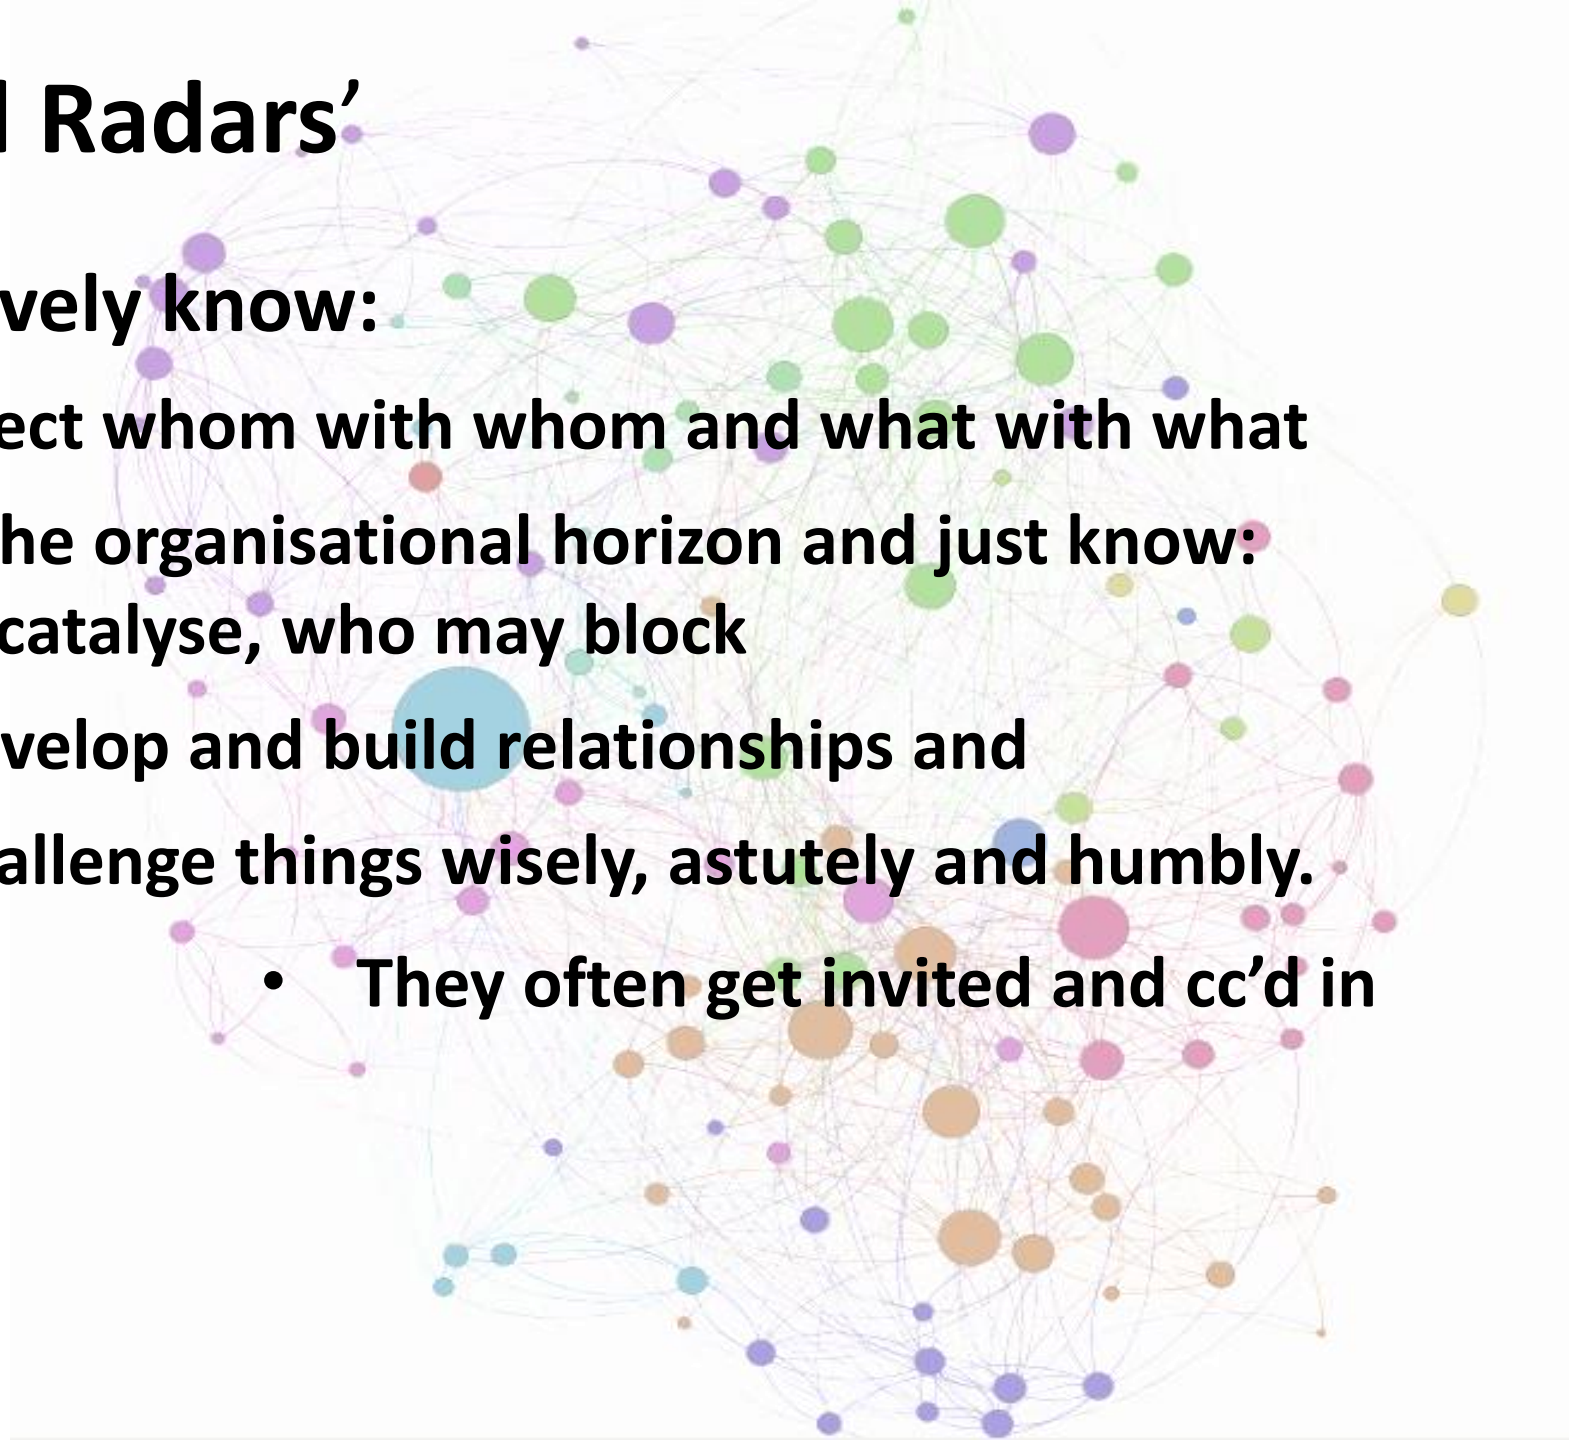 Radars’
vely know:
ect whom with whom and what with what
he organisational horizon and just know:
catalyse, who may block
velop and build relationships and
allenge things wisely, astutely and humbly.
• They often get invited and cc’d in